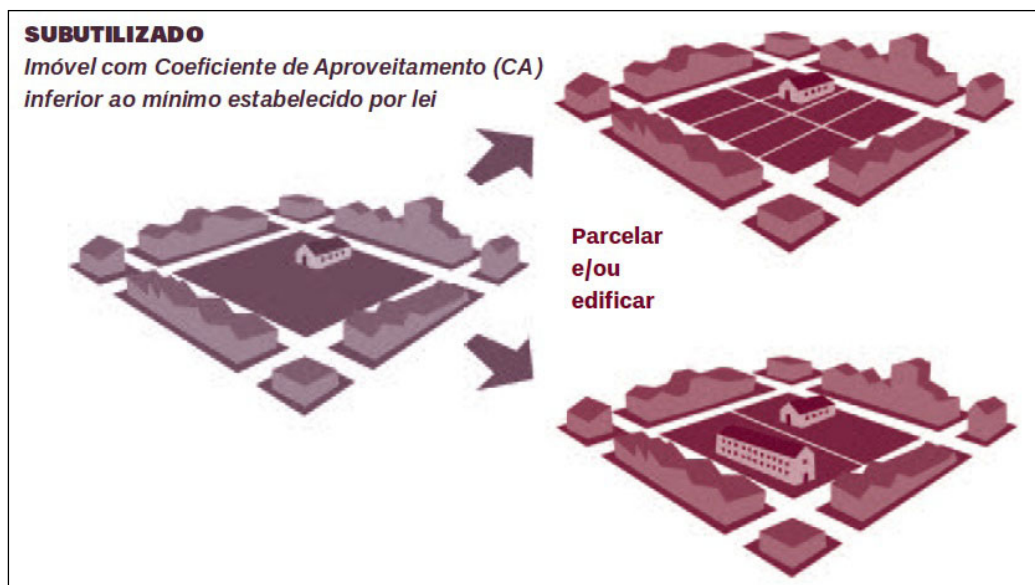 SUBUTILIZADO
Imóvel com Coeficiente de Aproveitamento (CA)
inferior ao mínimo estabelecido por lei
Parcelar
e/ou
edificar